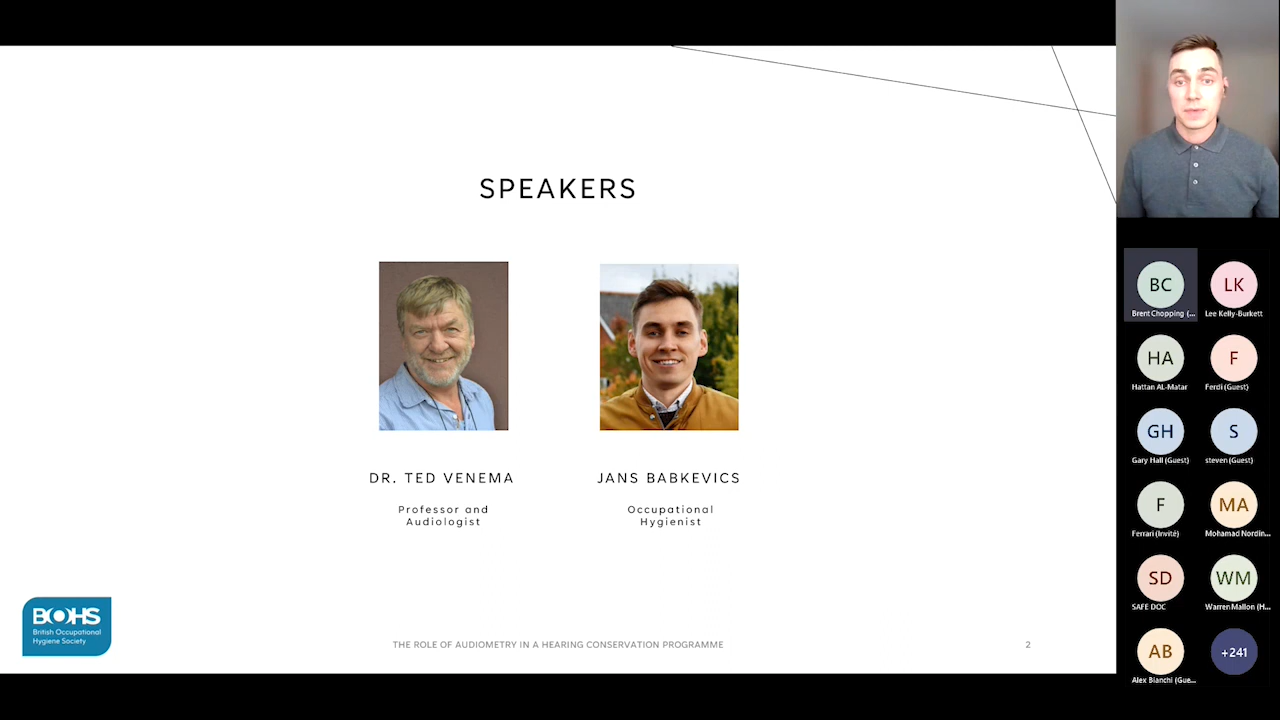 SPEAKERS
DR. TED VENEMA
Professor and
Audiologist
JANS BABKEVICS
Occupational
Hygienist
BOHS
British Occupational
Hygiene Society
THE ROLE OF AUDIOMETRY IN A HEARING CONSERVATION PROGRAMME
2
BC
Brent Chopping (...
LK
Lee Kelly-Burkett
HA
Hattan AL-Matar
F
Ferdi (Guest)
GH
Gary Hall (Guest)
S
steven (Guest)
F
Ferrari (Invité)
MA
Mohamad Nordin...
SD
SAFE DOC
WM
Warren Mallon (H...
AB
Alex Bianchi (Gue...
+241